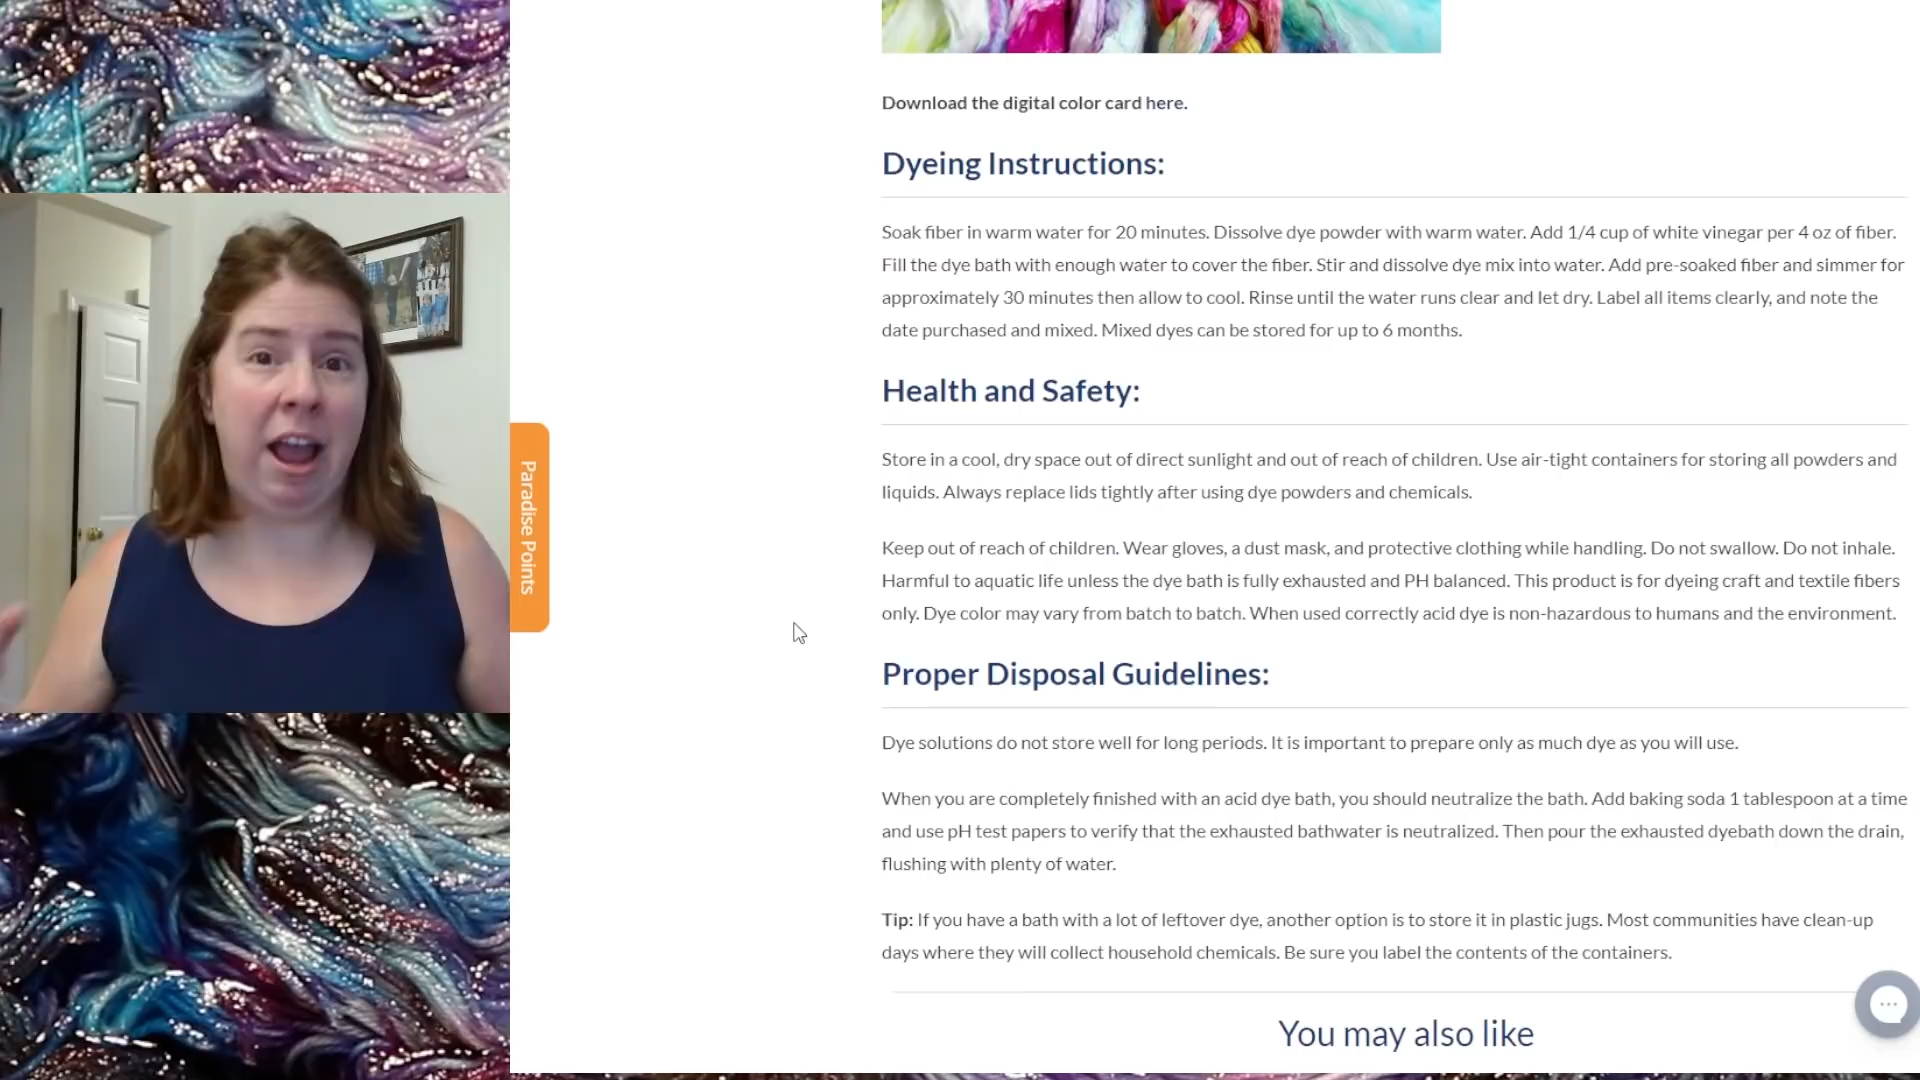 Download the digital color card here.
Dyeing Instructions:
Soak fiber in warm water for 20 minutes. Dissolve dye powder with warm water. Add 1/4 cup of white vinegar per 4 oz of fiber.
Fill the dye bath with enough water to cover the fiber. Stir and dissolve dye mix into water. Add pre-soaked fiber and simmer for
approximately 30 minutes then allow to cool. Rinse until the water runs clear and let dry. Label all items clearly, and note the
date purchased and mixed. Mixed dyes can be stored for up to 6 months.
Health and Safety:
Store in a cool, dry space out of direct sunlight and out of reach of children. Use air-tight containers for storing all powders and
liquids. Always replace lids tightly after using dye powders and chemicals.
Paradise Points
Keep out of reach of children. Wear gloves, a dust mask, and protective clothing while handling. Do not swallow. Do not inhale.
Harmful to aquatic life unless the dye bath is fully exhausted and PH balanced. This product is for dyeing craft and textile fibers
only. Dye color may vary from batch to batch. When used correctly acid dye is non-hazardous to humans and the environment.
Proper Disposal Guidelines:
Dye solutions do not store well for long periods. It is important to prepare only as much dye as you will use.
When you are completely finished with an acid dye bath, you should neutralize the bath. Add baking soda 1 tablespoon at a time
and use pH test papers to verify that the exhausted bathwater is neutralized. Then pour the exhausted dyebath down the drain,
flushing with plenty of water.
Tip: If you have a bath with a lot of leftover dye, another option is to store it in plastic jugs. Most communities have clean-up
days where they will collect household chemicals. Be sure you label the contents of the containers.
You may also like